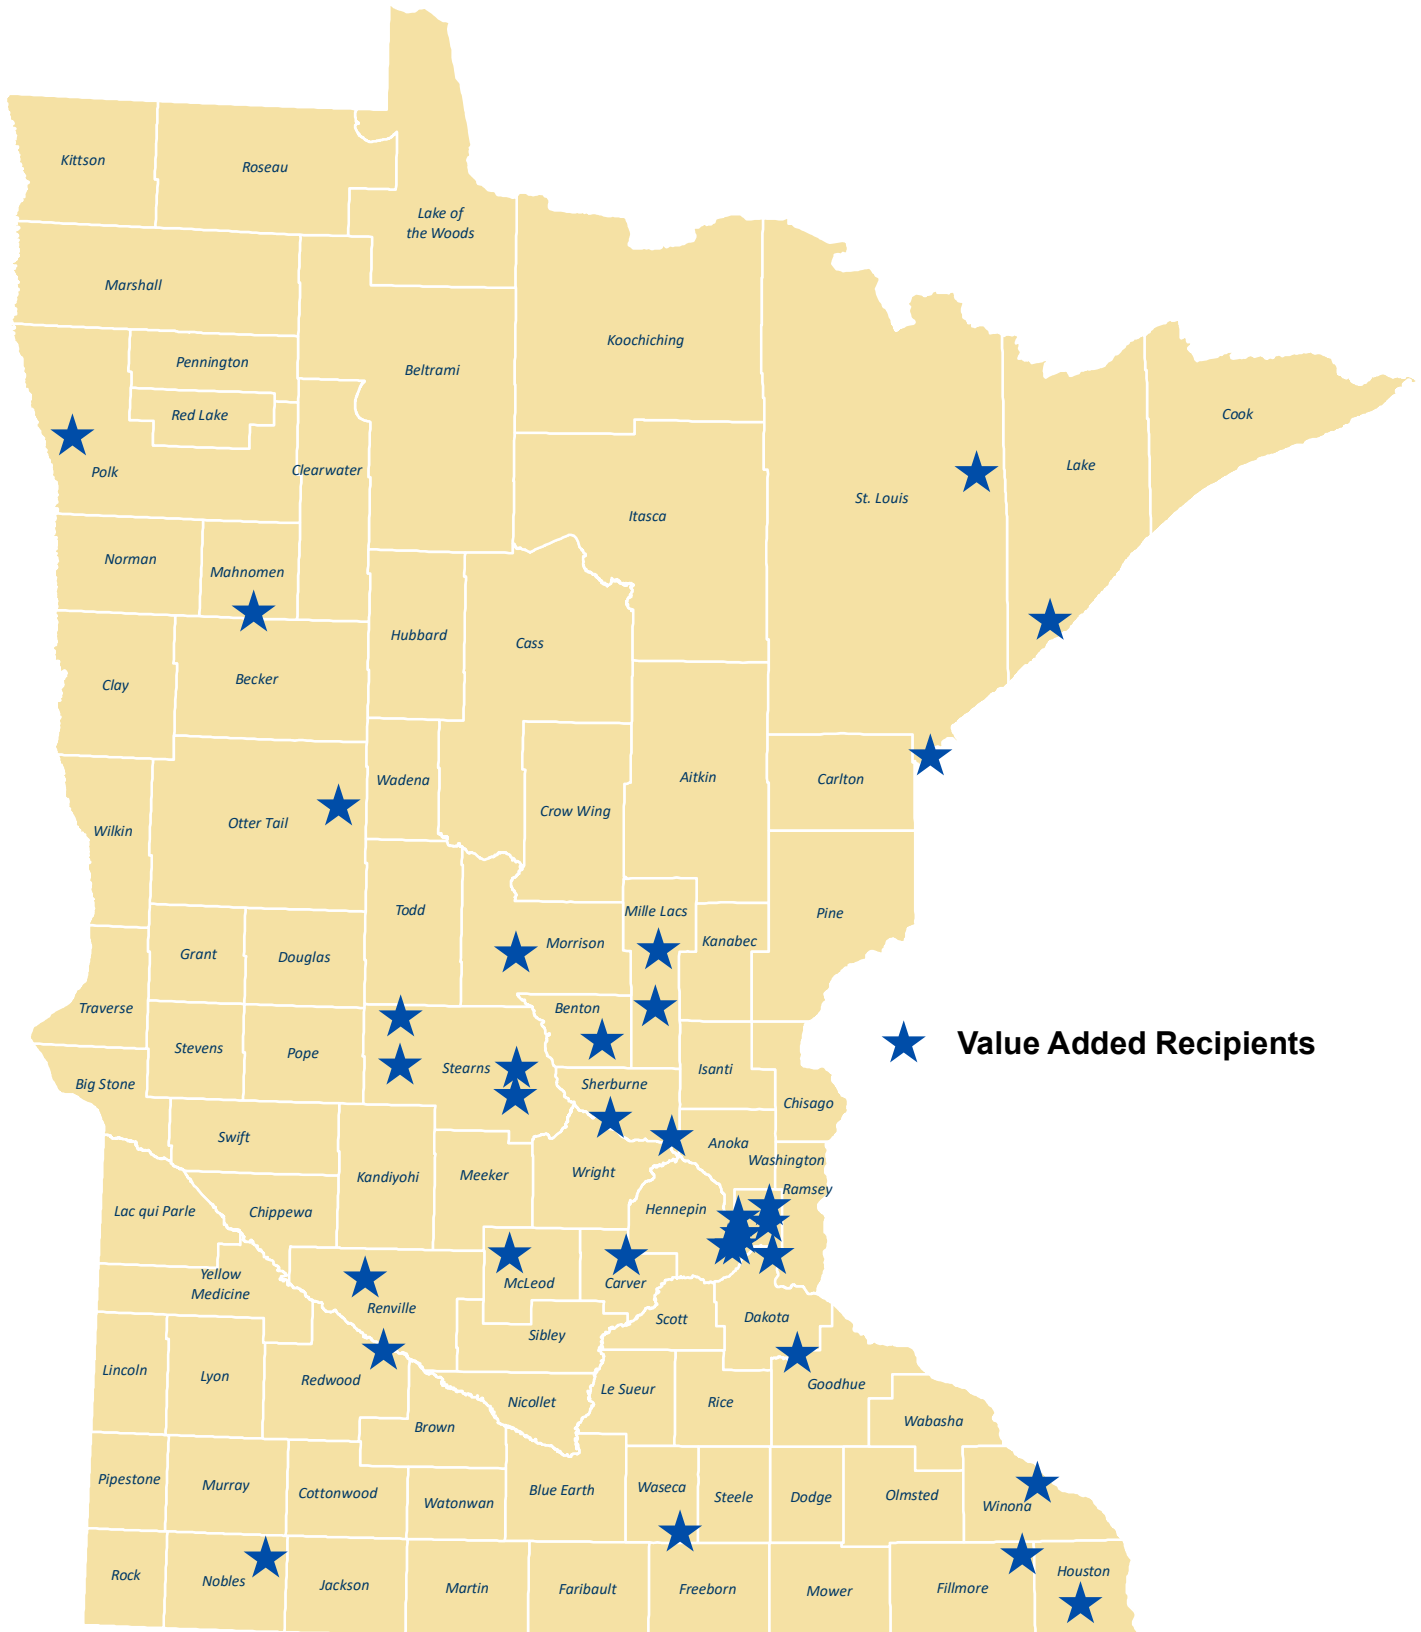 Kittson
Roseau
Lake of
the Woods
Marshall
Koochiching
Pennington
Beltrami
Red Lake
Cook
Polk
Clearwater
Lake
St. Louis
Itasca
Norman
Mahnomen
Hubbard
Cass
Clay
Becker
Wadena
Aitkin
Carlton
Otter Tail
Crow Wing
Wilkin
Todd
Mille Lacs
Pine
Morrison
Kanabec
Grant
Douglas
Traverse
Benton
Value Added Recipients
Stevens
Pope
Stearns
Isanti
Big Stone
Sherburne
Chisago
Swift
Anoka
Washington
Kandiyohi
Meeker
Wright
Ramsey
Lac qui Parle
Chippewa
Hennepin
Yellow
Medicine
McLeod
Carver
Renville
Scott
Dakota
Sibley
Lincoln
Lyon
Redwood
Le Sueur
Goodhue
Nicollet
Rice
Brown
Wabasha
Pipestone
Murray
Cottonwood
Watonwan
Blue Earth
Waseca
Steele
Dodge
Olmsted
Winona
Rock
Nobles
Jackson
Martin
Faribault
Freeborn
Mower
Fillmore
Houston